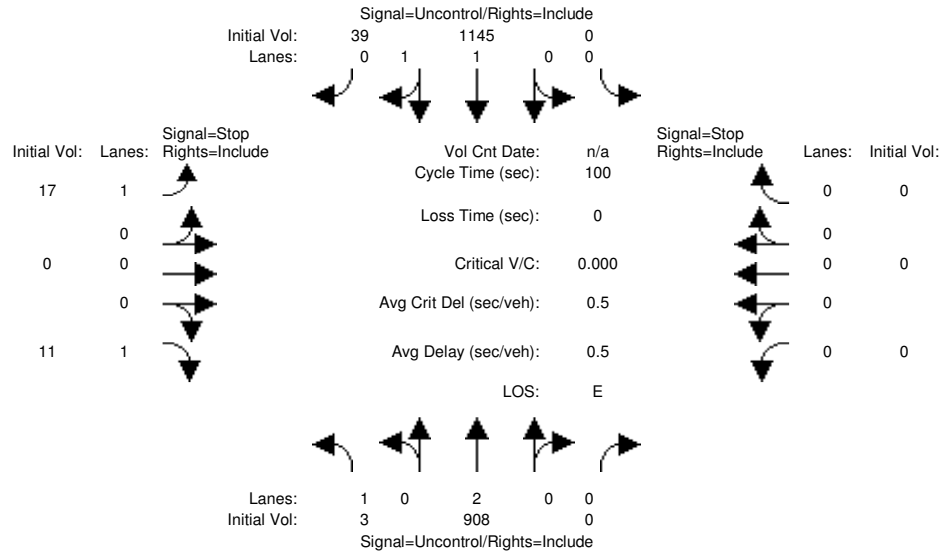 Signal=Uncontrol/Rights=Include
Initial Vol: 39 1145 0
Lanes: 0 1 1 0 0
Signal=Stop Signal=Stop
Initial Vol: Lanes: Rights=Include Vol Cnt Date: n/a Rights=Include Lanes: Initial Vol:
Cycle Time (sec): 100
17 1 0 0
Loss Time (sec): 0
0 0
0 0 Critical V/C: 0.000 0 0
0 Avg Crit Del (sec/veh): 0.5 0
11 1 Avg Delay (sec/veh): 0.5 0 0
LOS: E
Lanes: 1 0 2 0 0
Initial Vol: 3 908 0
Signal=Uncontrol/Rights=Include